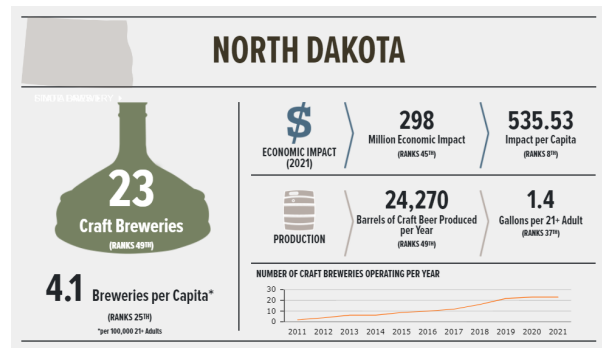 NORTH DAKOTA
23
Craft Breweries
(RANKS 49TH)
4.1 Breweries per Capita*
(RANKS 25TH)
*per 100,000 21+ Adults
$
ECONOMIC IMPACT
(2021)
298
Million Economic Impact
(RANKS 45TH)
535.53
Impact per Capita
(RANKS 8TH)
PRODUCTION
24,270
Barrels of Craft Beer Produced
per Year
(RANKS 49TH)
1.4
Gallons per 21+ Adult
(RANKS 37TH)
NUMBER OF CRAFT BREWERIES OPERATING PER YEAR
30
20
10
0
2011 2012 2013 2014 2015 2016 2017 2018 2019 2020 2021